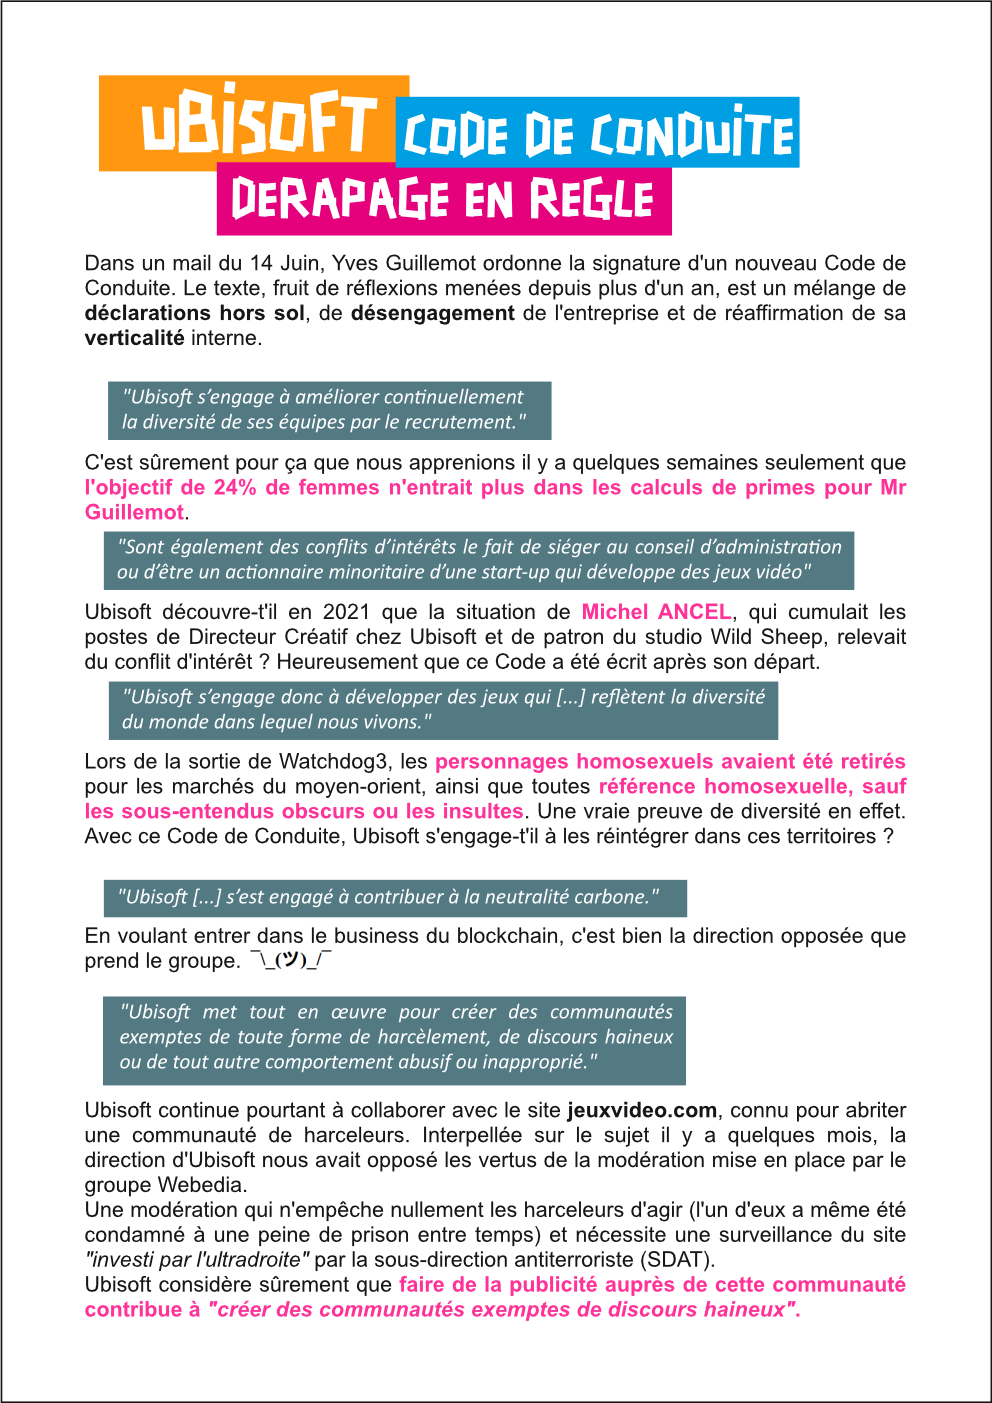 UBISOFT CODE DE CONDUITE
DERAPAGE EN REGLE
Dans un mail du 14 Juin, Yves Guillemot ordonne la signature d'un nouveau Code de
Conduite. Le texte, fruit de réflexions menées depuis plus d'un an, est un mélange de
déclarations hors sol, de désengagement de l'entreprise et de réaffirmation de sa
verticalité interne.
"Ubisoft s’engage à améliorer continuellement
la diversité de ses équipes par le recrutement."
C'est sûrement pour ça que nous apprenions il y a quelques semaines seulement que
l'objectif de 24% de femmes n'entrait plus dans les calculs de primes pour Mr
Guillemot.
"Sont également des conflits d’intérêts le fait de siéger au conseil d’administration
ou d’être un actionnaire minoritaire d’une start-up qui développe des jeux vidéo"
Ubisoft découvre-t'il en 2021 que la situation de Michel ANCEL, qui cumulait les
postes de Directeur Créatif chez Ubisoft et de patron du studio Wild Sheep, relevait
du conflit d'intérêt ? Heureusement que ce Code a été écrit après son départ.
"Ubisoft s’engage donc à développer des jeux qui [...] reflètent la diversité
du monde dans lequel nous vivons."
Lors de la sortie de Watchdog3, les personnages homosexuels avaient été retirés
pour les marchés du moyen-orient, ainsi que toutes référence homosexuelle, sauf
les sous-entendus obscurs ou les insultes. Une vraie preuve de diversité en effet.
Avec ce Code de Conduite, Ubisoft s'engage-t'il à les réintégrer dans ces territoires ?
"Ubisoft [...] s’est engagé à contribuer à la neutralité carbone."
En voulant entrer dans le business du blockchain, c'est bien la direction opposée que
prend le groupe. ¯\_(ツ)_/¯
"Ubisoft met tout en œuvre pour créer des communautés
exemptes de toute forme de harcèlement, de discours haineux
ou de tout autre comportement abusif ou inapproprié."
Ubisoft continue pourtant à collaborer avec le site jeuxvideo.com, connu pour abriter
une communauté de harceleurs. Interpellée sur le sujet il y a quelques mois, la
direction d'Ubisoft nous avait opposé les vertus de la modération mise en place par le
groupe Webedia.
Une modération qui n'empêche nullement les harceleurs d'agir (l'un d'eux a même été
condamné à une peine de prison entre temps) et nécessite une surveillance du site
"investi par l'ultradroite" par la sous-direction antiterroriste (SDAT).
Ubisoft considère sûrement que faire de la publicité auprès de cette communauté
contribue à "créer des communautés exemptes de discours haineux".